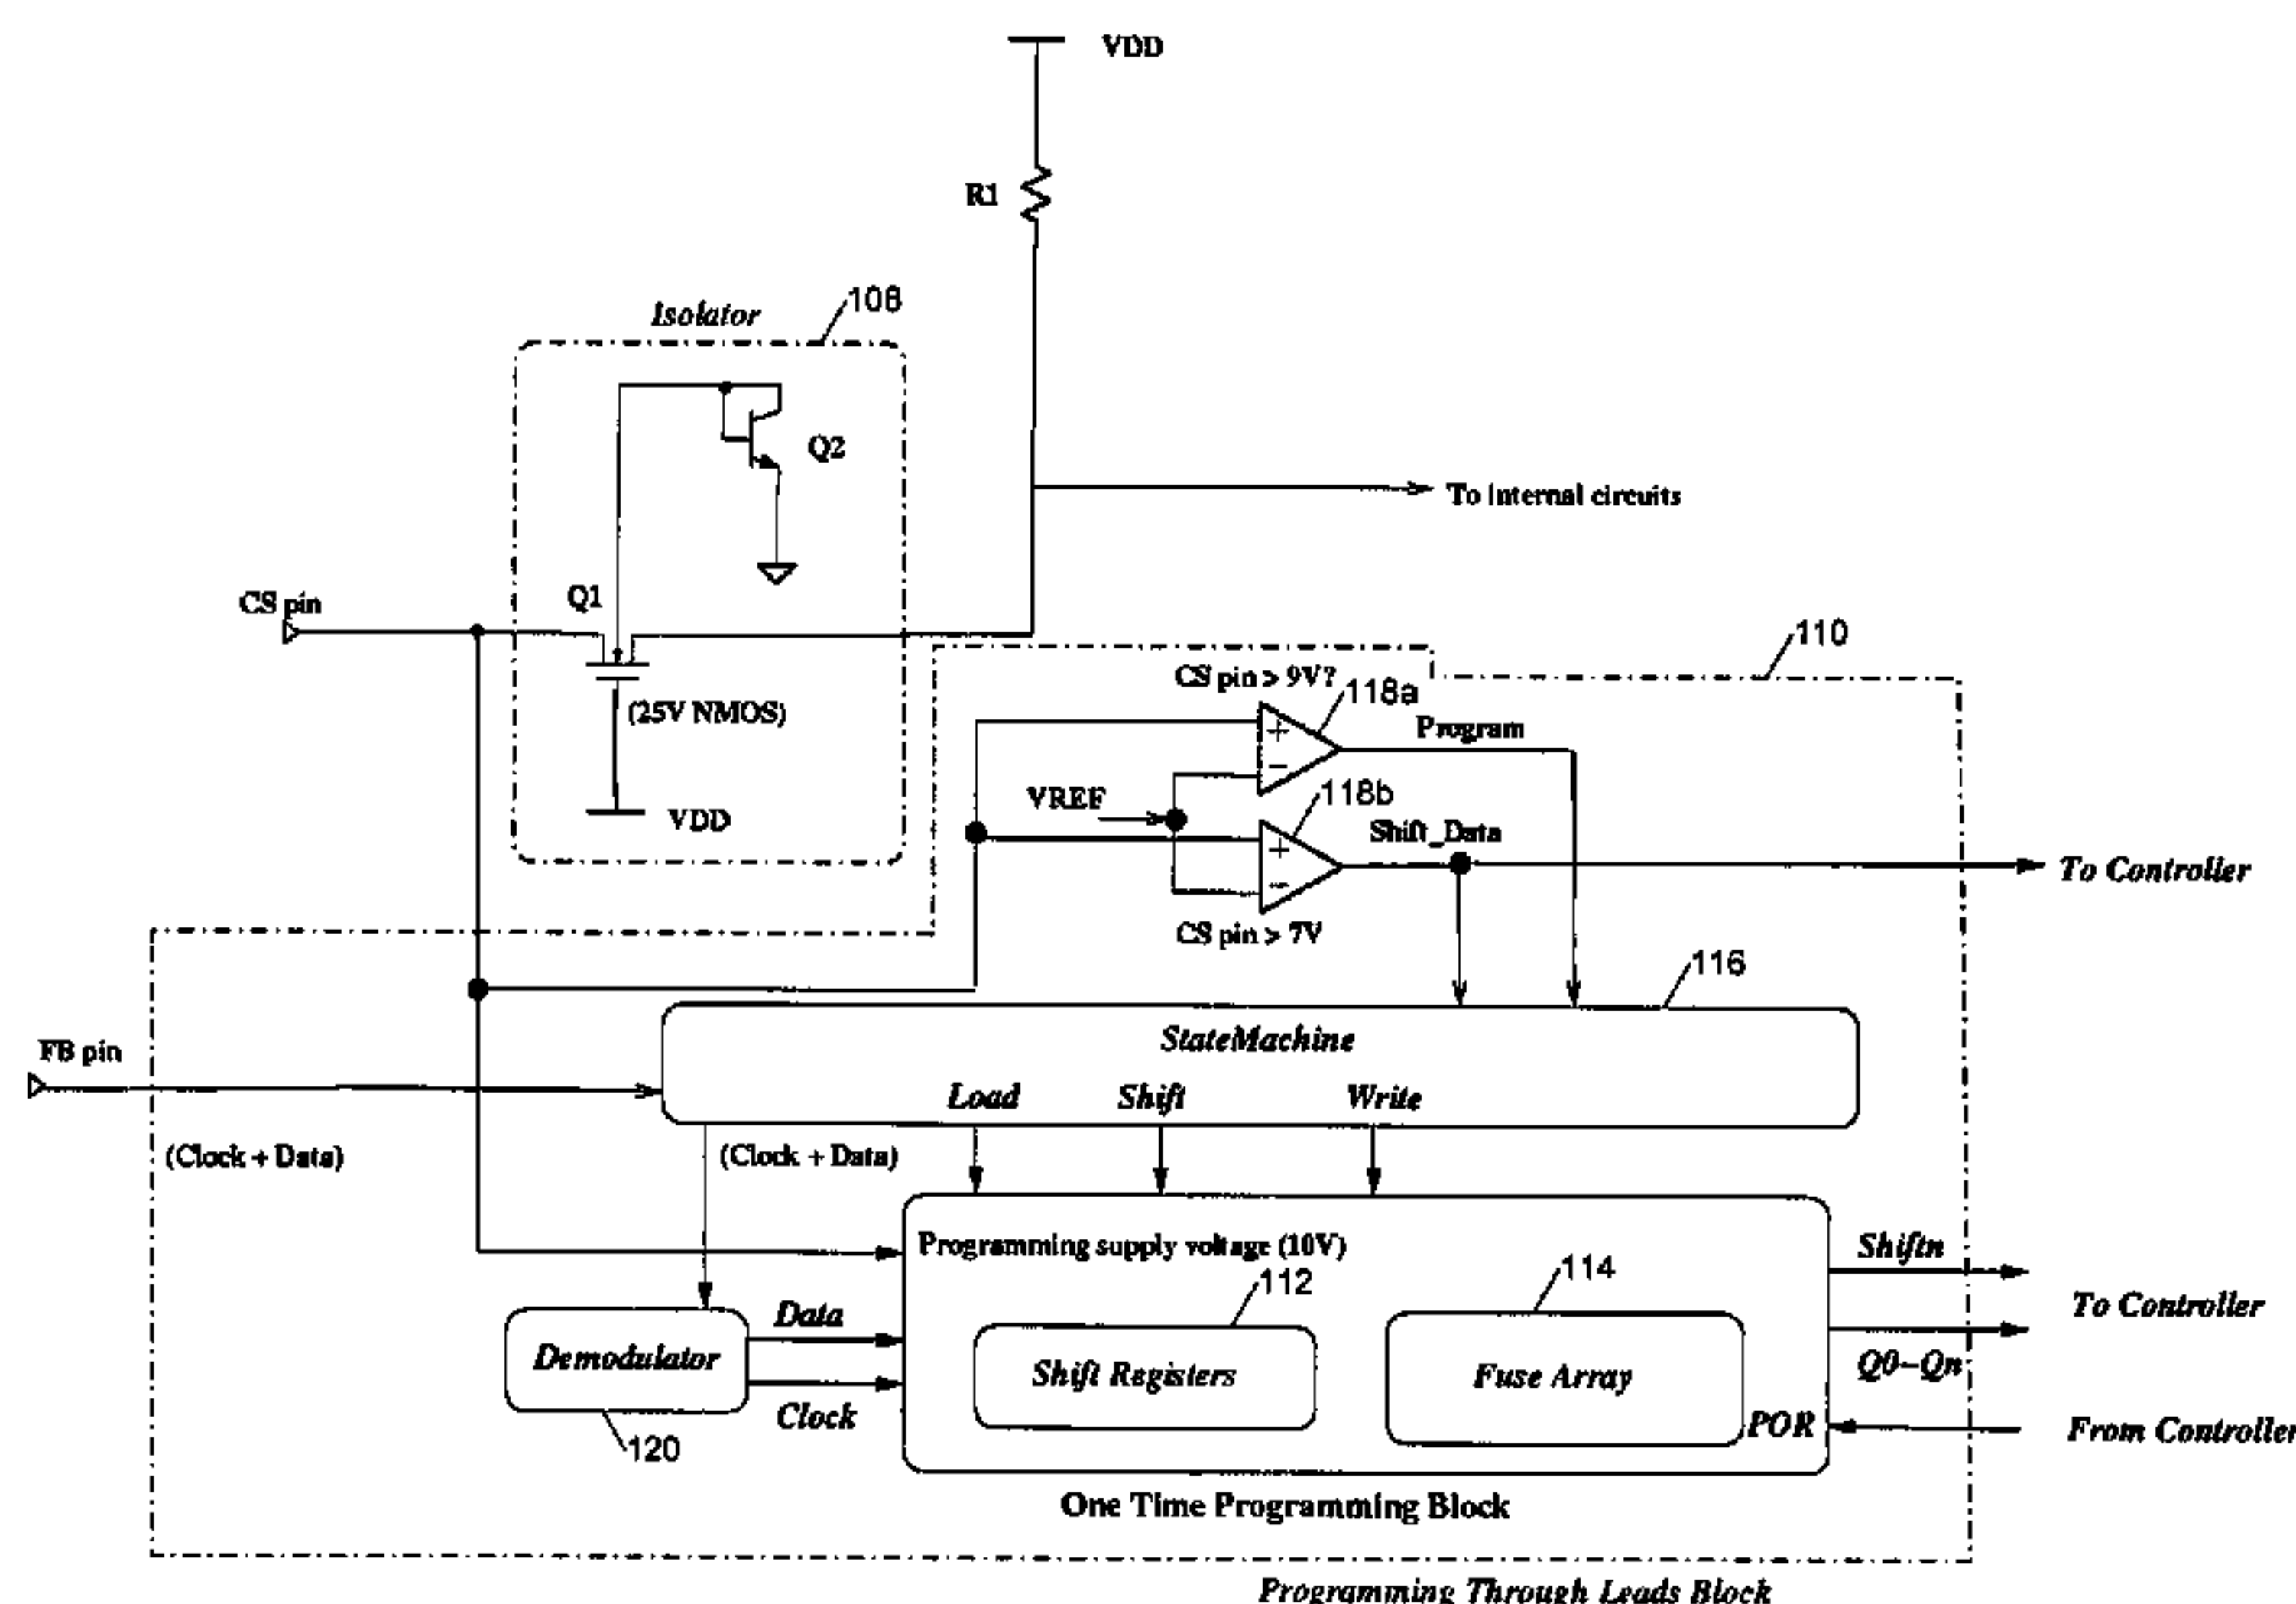 VDD
R1
Isolator
108
Q2
To Internal circuits
CS pin
Q1
110
CS pin > 9V?
118a
(25V NMOS)
Program
+
−
VREF
118b
VDD
Shift_Data
+
−
To Controller
CS pin > 7V
116
StateMachine
FB pin
Load
Shift
Write
(Clock + Data)
(Clock + Data)
Programming supply voltage (10V)
Shiftn
112
114
To Controller
Data
Demodulator
Shift Registers
Fuse Array
Q0−Qn
Clock
POR
From Controller
120
One Time Programming Block
Programming Through Leads Block